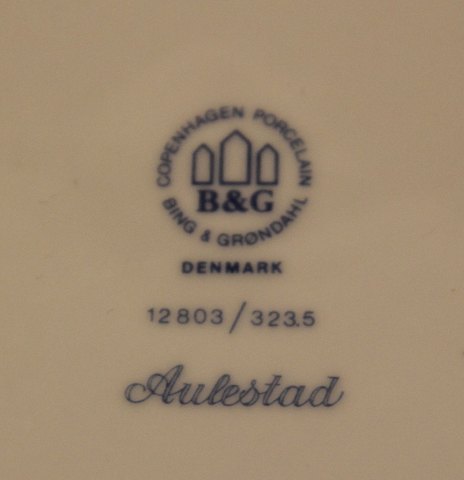 COPENHAGEN PORCELAIN
B&G
BING & GRØNDAHL
DENMARK
12803/323.5
Aulestad